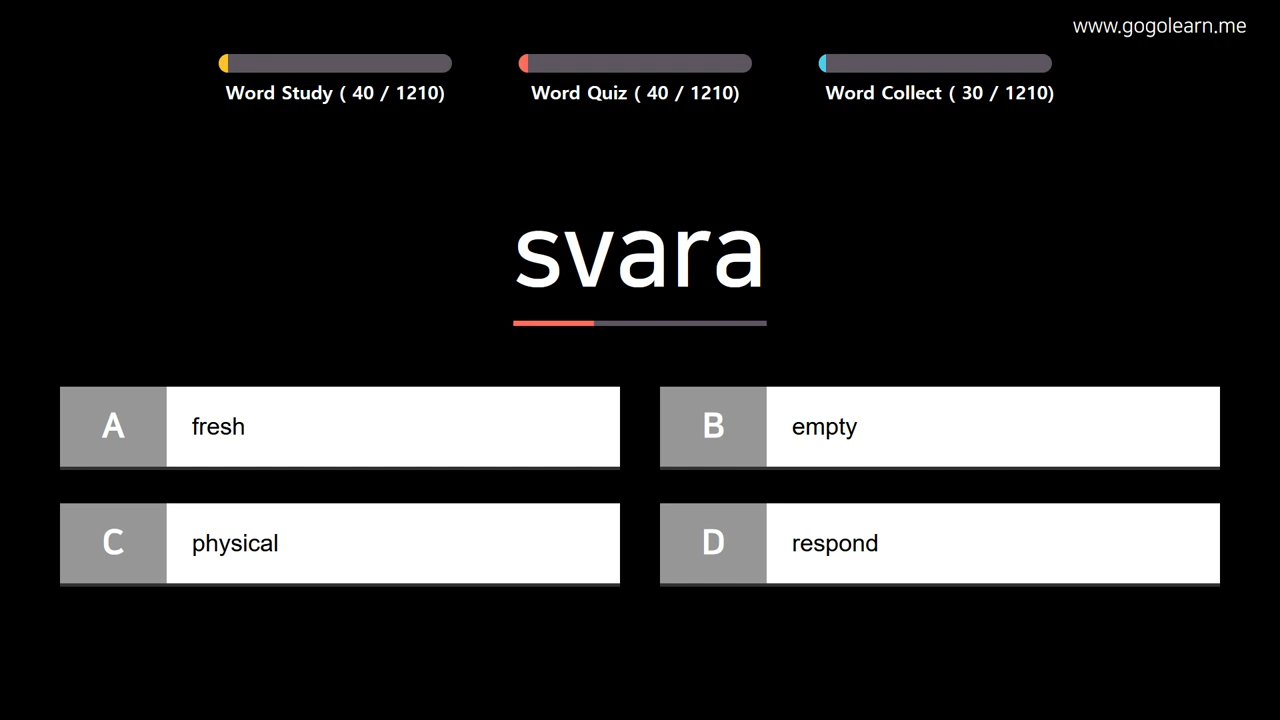 www.gogolearn.me
Word Study ( 40 / 1210)
Word Quiz ( 40 / 1210)
Word Collect ( 30 / 1210)
svara
A fresh
B empty
C physical
D respond